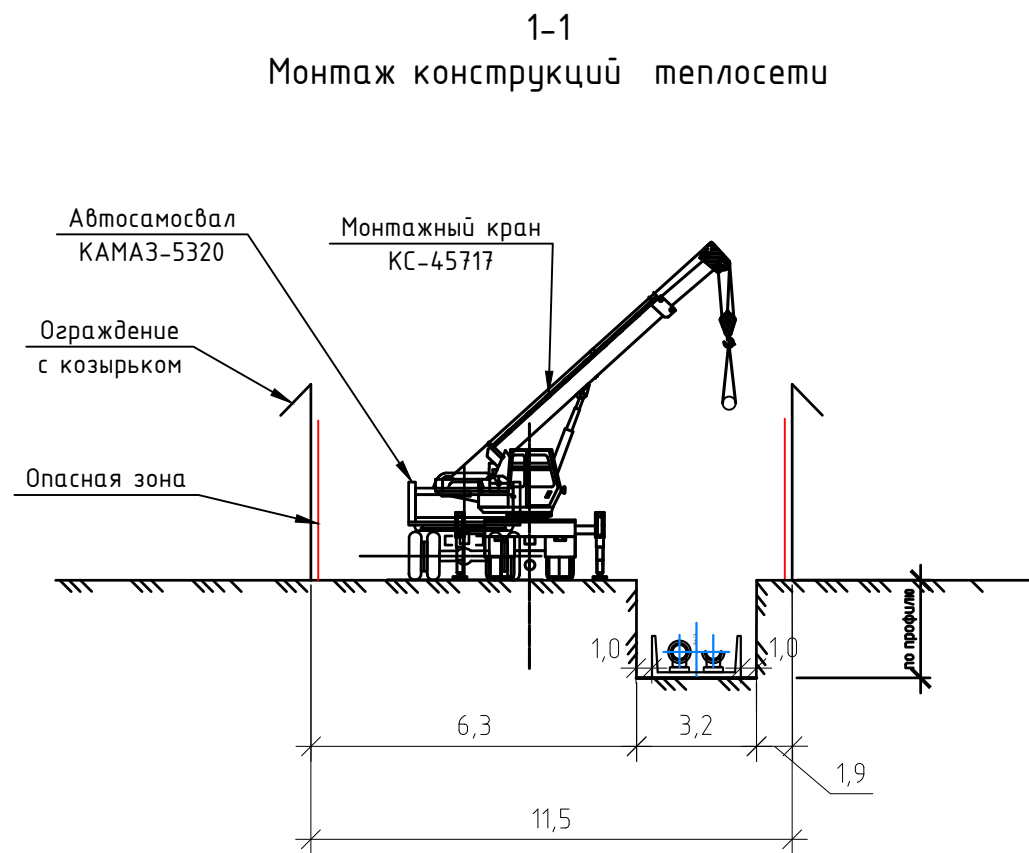 1-1
Монтаж конструкций теплосети
Автосамосвал
КАМАЗ-5320
Монтажный кран
КС-45717
Ограждение
с козырьком
Опасная зона
по профилю
1,0
1,0
6,3
3,2
1,9
11,5